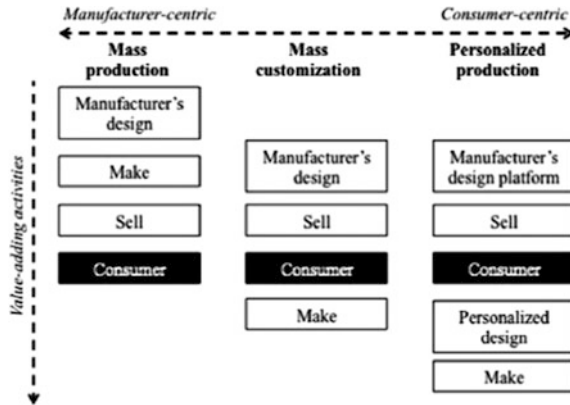 Manufacturer-centric
Consumer-centric
Mass
production
Mass
customization
Personalized
production
Value-adding activities
Manufacturer's
design
Make
Sell
Consumer
Manufacturer's
design
Sell
Consumer
Make
Manufacturer's
design platform
Sell
Consumer
Personalized
design
Make